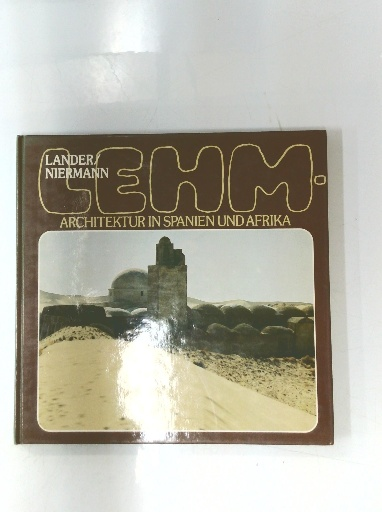 LANDER/
NIERMANN
LEHM-
ARCHITEKTUR IN SPANIEN UND AFRIKA